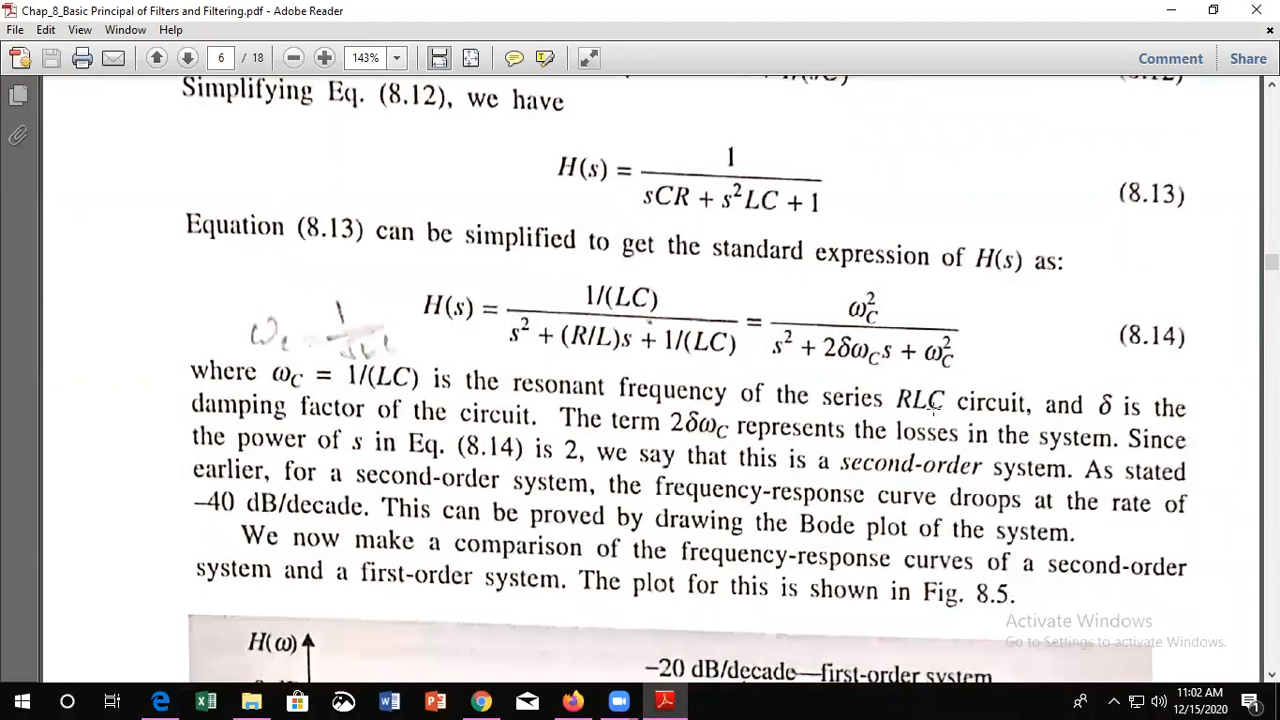 Chap_8_Basic Principal of Filters and Filtering.pdf - Adobe Reader
File Edit View Window Help
6 / 18 143% Comment Share
Simplifying Eq. (8.12), we have
H(s) = 1 / (sCR + s²LC + 1) (8.13)
Equation (8.13) can be simplified to get the standard expression of H(s) as:
H(s) = 1/(LC) / (s² + (R/L)s + 1/(LC)) = ω_C² / (s² + 2δω_C s + ω_C²) (8.14)
where ω_C = 1/(LC) is the resonant frequency of the series RLC circuit, and δ is the
damping factor of the circuit. The term 2δω_C represents the losses in the system. Since
the power of s in Eq. (8.14) is 2, we say that this is a second-order system. As stated
earlier, for a second-order system, the frequency-response curve droops at the rate of
–40 dB/decade. This can be proved by drawing the Bode plot of the system.
We now make a comparison of the frequency-response curves of a second-order
system and a first-order system. The plot for this is shown in Fig. 8.5.
H(ω)
–20 dB/decade—first-order system
Activate Windows
Go to Settings to activate Windows.
11:02 AM
12/15/2020